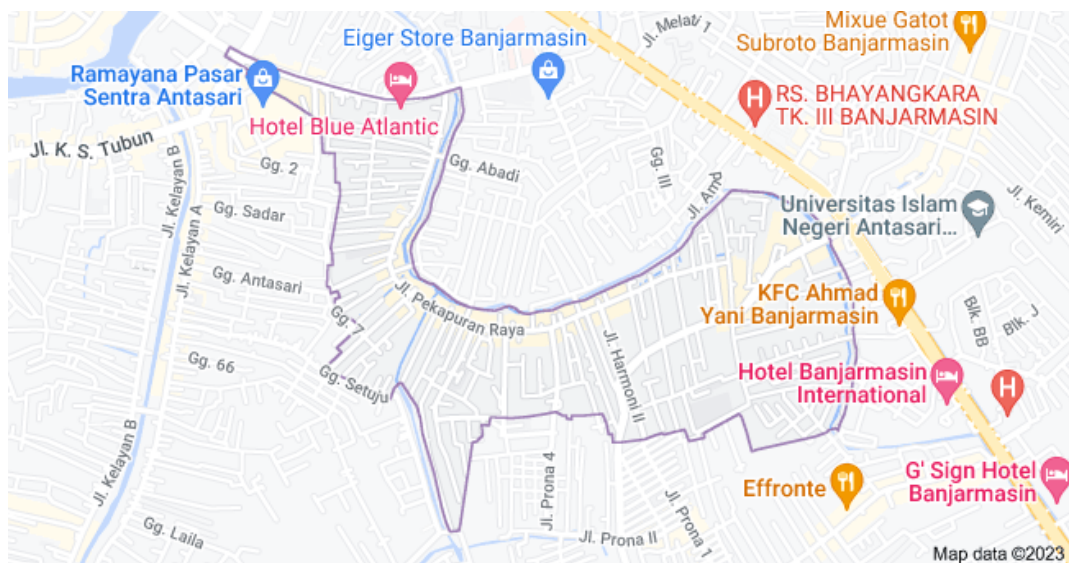 Mixue Gatot
Subroto Banjarmasin
Jl. Melati 1
Eiger Store Banjarmasin
Ramayana Pasar
Sentra Antasari
Hotel Blue Atlantic
RS. BHAYANGKARA
TK. III BANJARMASIN
Jl. K. S. Tubun
Jl. Kelayan B
Gg. 2
Gg. Abadi
Gg. III
Jl. Kemiri
Universitas Islam
Negeri Antasari...
Gg. Sadar
Jl. Kelayan A
Gg. Antasari
Jl. Pekapuran Raya
KFC Ahmad
Yani Banjarmasin
Blk. BB
Blk. J
Gg. 7
Gg. 66
Gg. Setuju
Jl. Harmoni II
Hotel Banjarmasin
International
Jl. Kelayan B
Jl. Prona 4
Effronte
G' Sign Hotel
Banjarmasin
Jl. Prona 1
Gg. Laila
Jl. Prona II
Map data ©2023